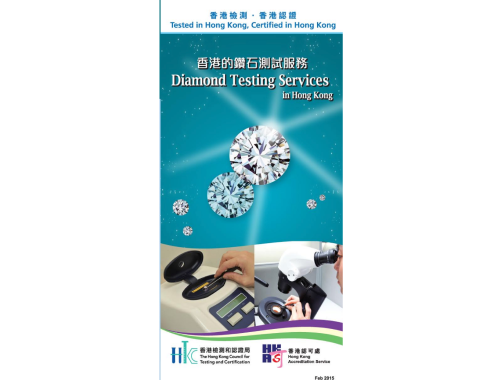 香港檢測・香港認證
Tested in Hong Kong, Certified in Hong Kong
香港的鑽石測試服務
Diamond Testing Services
in Hong Kong
HKTC
香港檢測和認證局
The Hong Kong Council for
Testing and Certification
HKAS
香港認可處
Hong Kong
Accreditation Service
Feb 2015